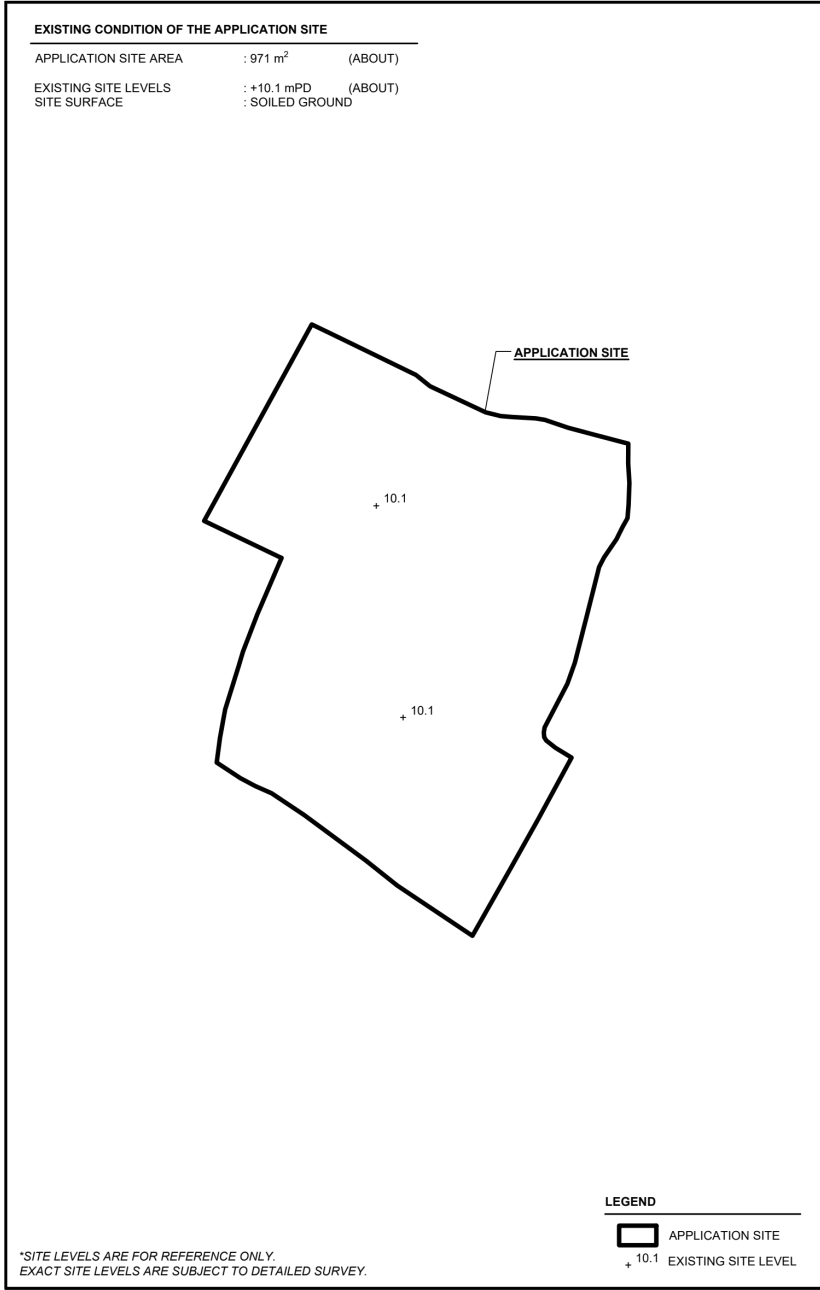 EXISTING CONDITION OF THE APPLICATION SITE
APPLICATION SITE AREA : 971 m² (ABOUT)
EXISTING SITE LEVELS : +10.1 mPD (ABOUT)
SITE SURFACE : SOILED GROUND
APPLICATION SITE
+ 10.1
+ 10.1
LEGEND
APPLICATION SITE
+ 10.1 EXISTING SITE LEVEL
*SITE LEVELS ARE FOR REFERENCE ONLY.
EXACT SITE LEVELS ARE SUBJECT TO DETAILED SURVEY.